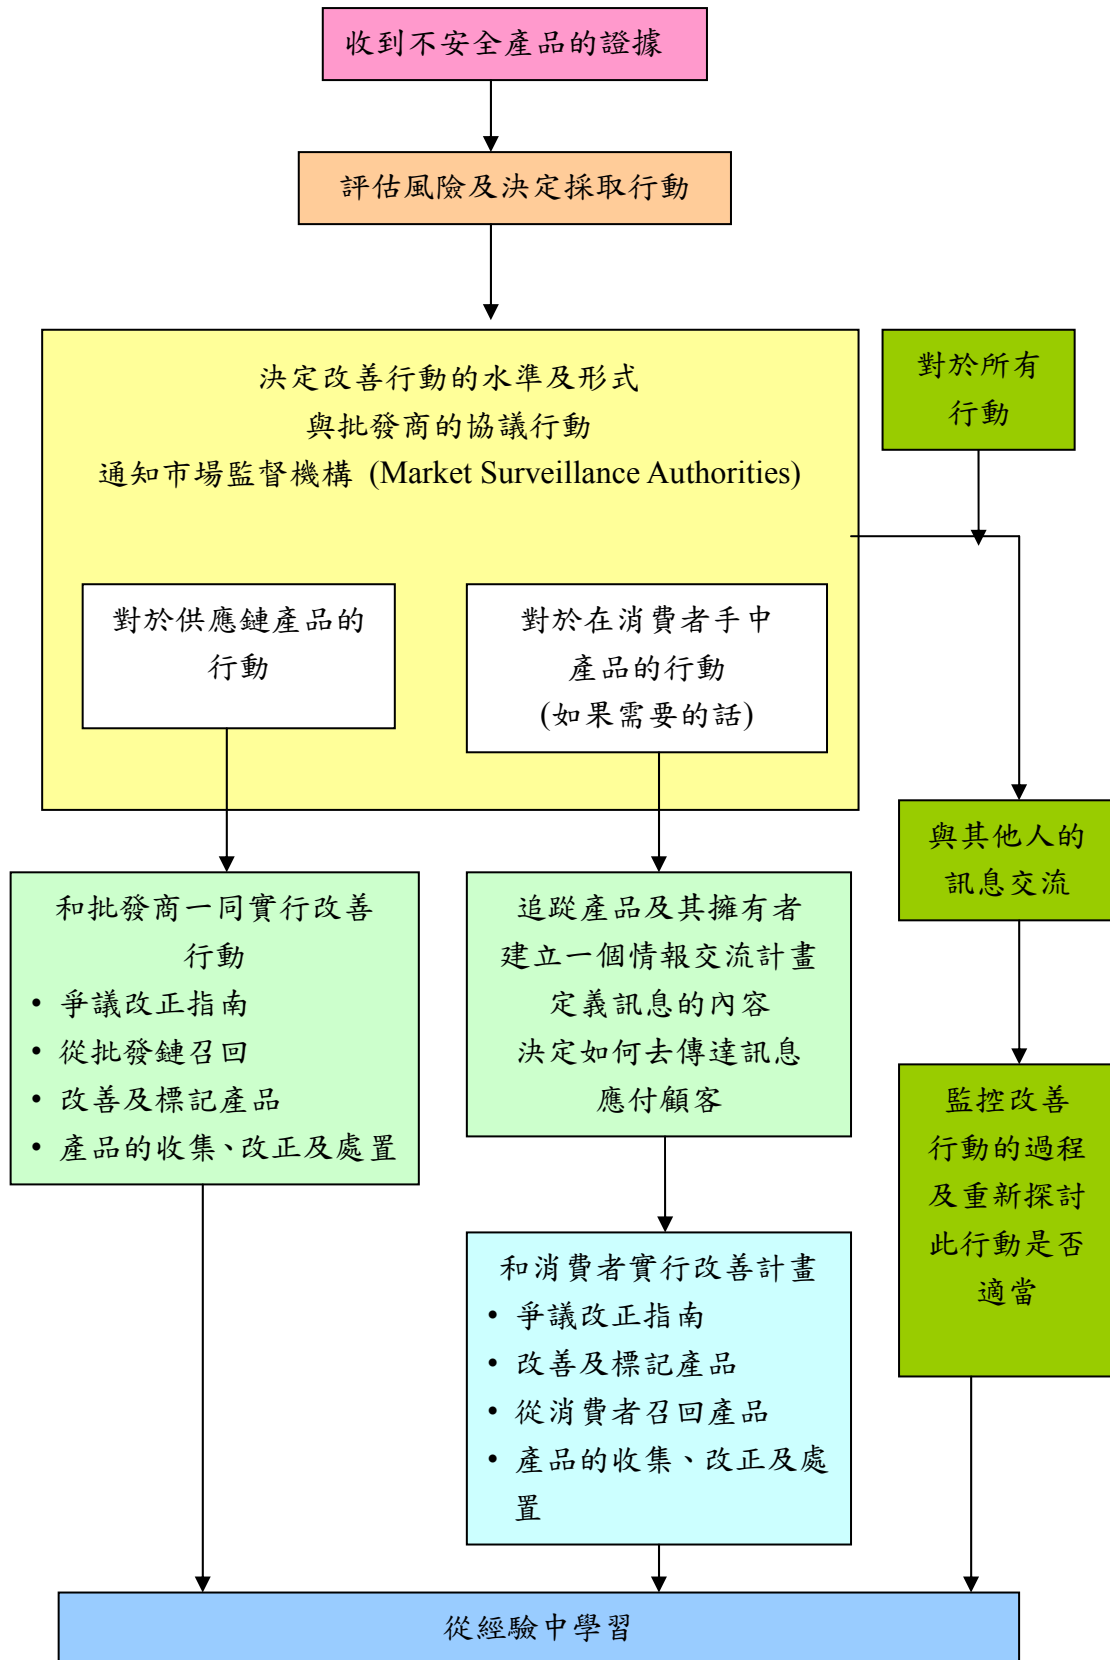 收到不安全產品的證據
評估風險及決定採取行動
決定改善行動的水準及形式
與批發商的協議行動
通知市場監督機構 (Market Surveillance Authorities)
對於所有
行動
對於供應鏈產品的
行動
對於在消費者手中
產品的行動
(如果需要的話)
與其他人的
訊息交流
和批發商一同實行改善
行動
• 爭議改正指南
• 從批發鏈召回
• 改善及標記產品
• 產品的收集、改正及處置
追蹤產品及其擁有者
建立一個情報交流計畫
定義訊息的內容
決定如何去傳達訊息
應付顧客
監控改善
行動的過程
及重新探討
此行動是否
適當
和消費者實行改善計畫
• 爭議改正指南
• 改善及標記產品
• 從消費者召回產品
• 產品的收集、改正及處
置
從經驗中學習